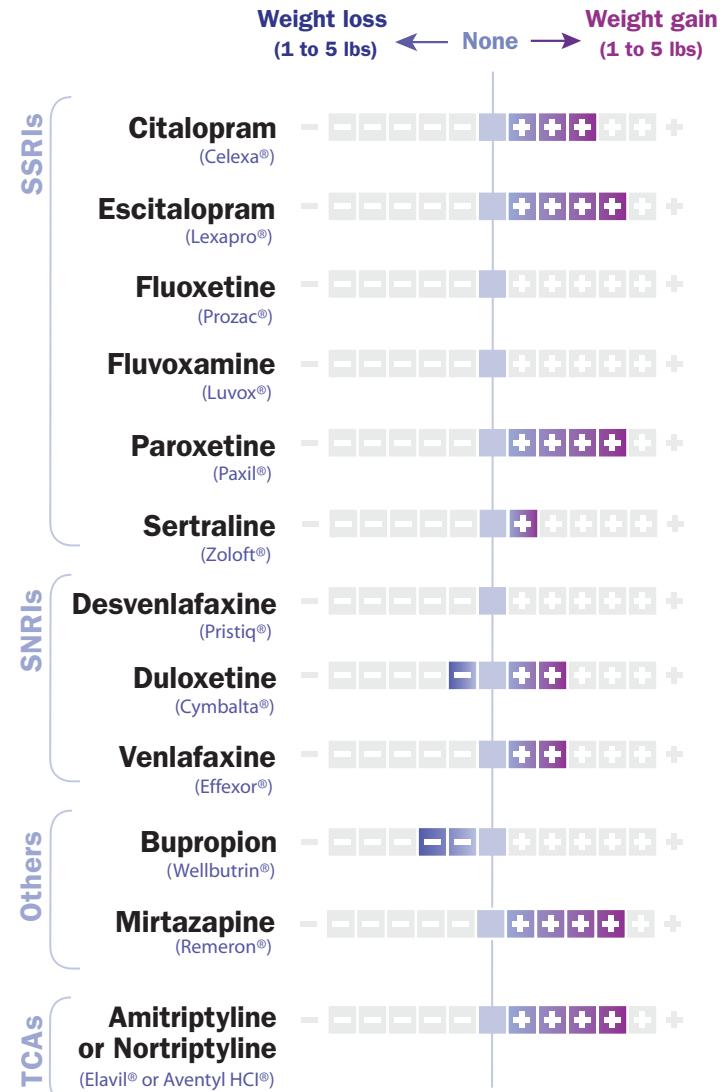 Weight loss
(1 to 5 lbs)
None
Weight gain
(1 to 5 lbs)
SSRIs
Citalopram
(Celexa®)
Escitalopram
(Lexapro®)
Fluoxetine
(Prozac®)
Fluvoxamine
(Luvox®)
Paroxetine
(Paxil®)
Sertraline
(Zoloft®)
SNRIs
Desvenlafaxine
(Pristiq®)
Duloxetine
(Cymbalta®)
Venlafaxine
(Effexor®)
Others
Bupropion
(Wellbutrin®)
Mirtazapine
(Remeron®)
TCAs
Amitriptyline
or Nortriptyline
(Elavil® or Aventyl HCl®)